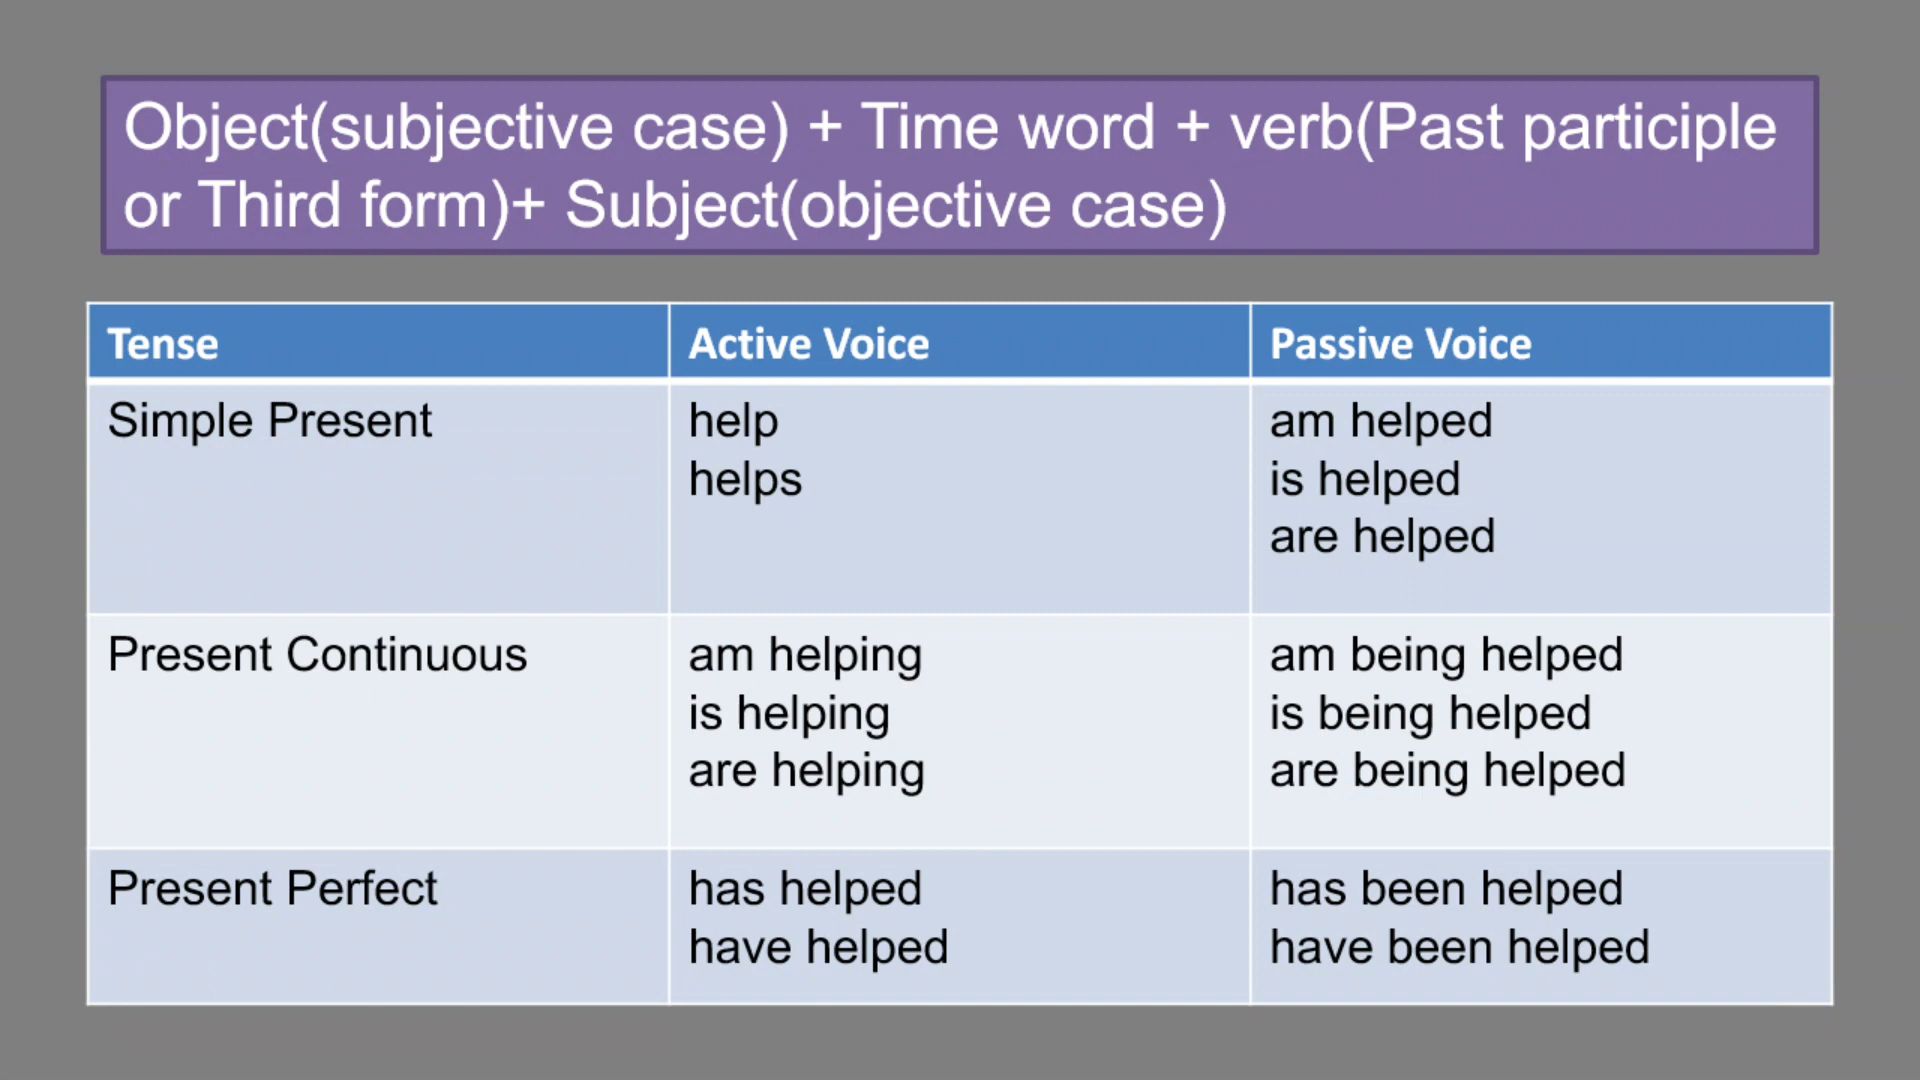 Object(subjective case) + Time word + verb(Past participle
or Third form)+ Subject(objective case)
Tense
Active Voice
Passive Voice
Simple Present
help
helps
am helped
is helped
are helped
Present Continuous
am helping
is helping
are helping
am being helped
is being helped
are being helped
Present Perfect
has helped
have helped
has been helped
have been helped